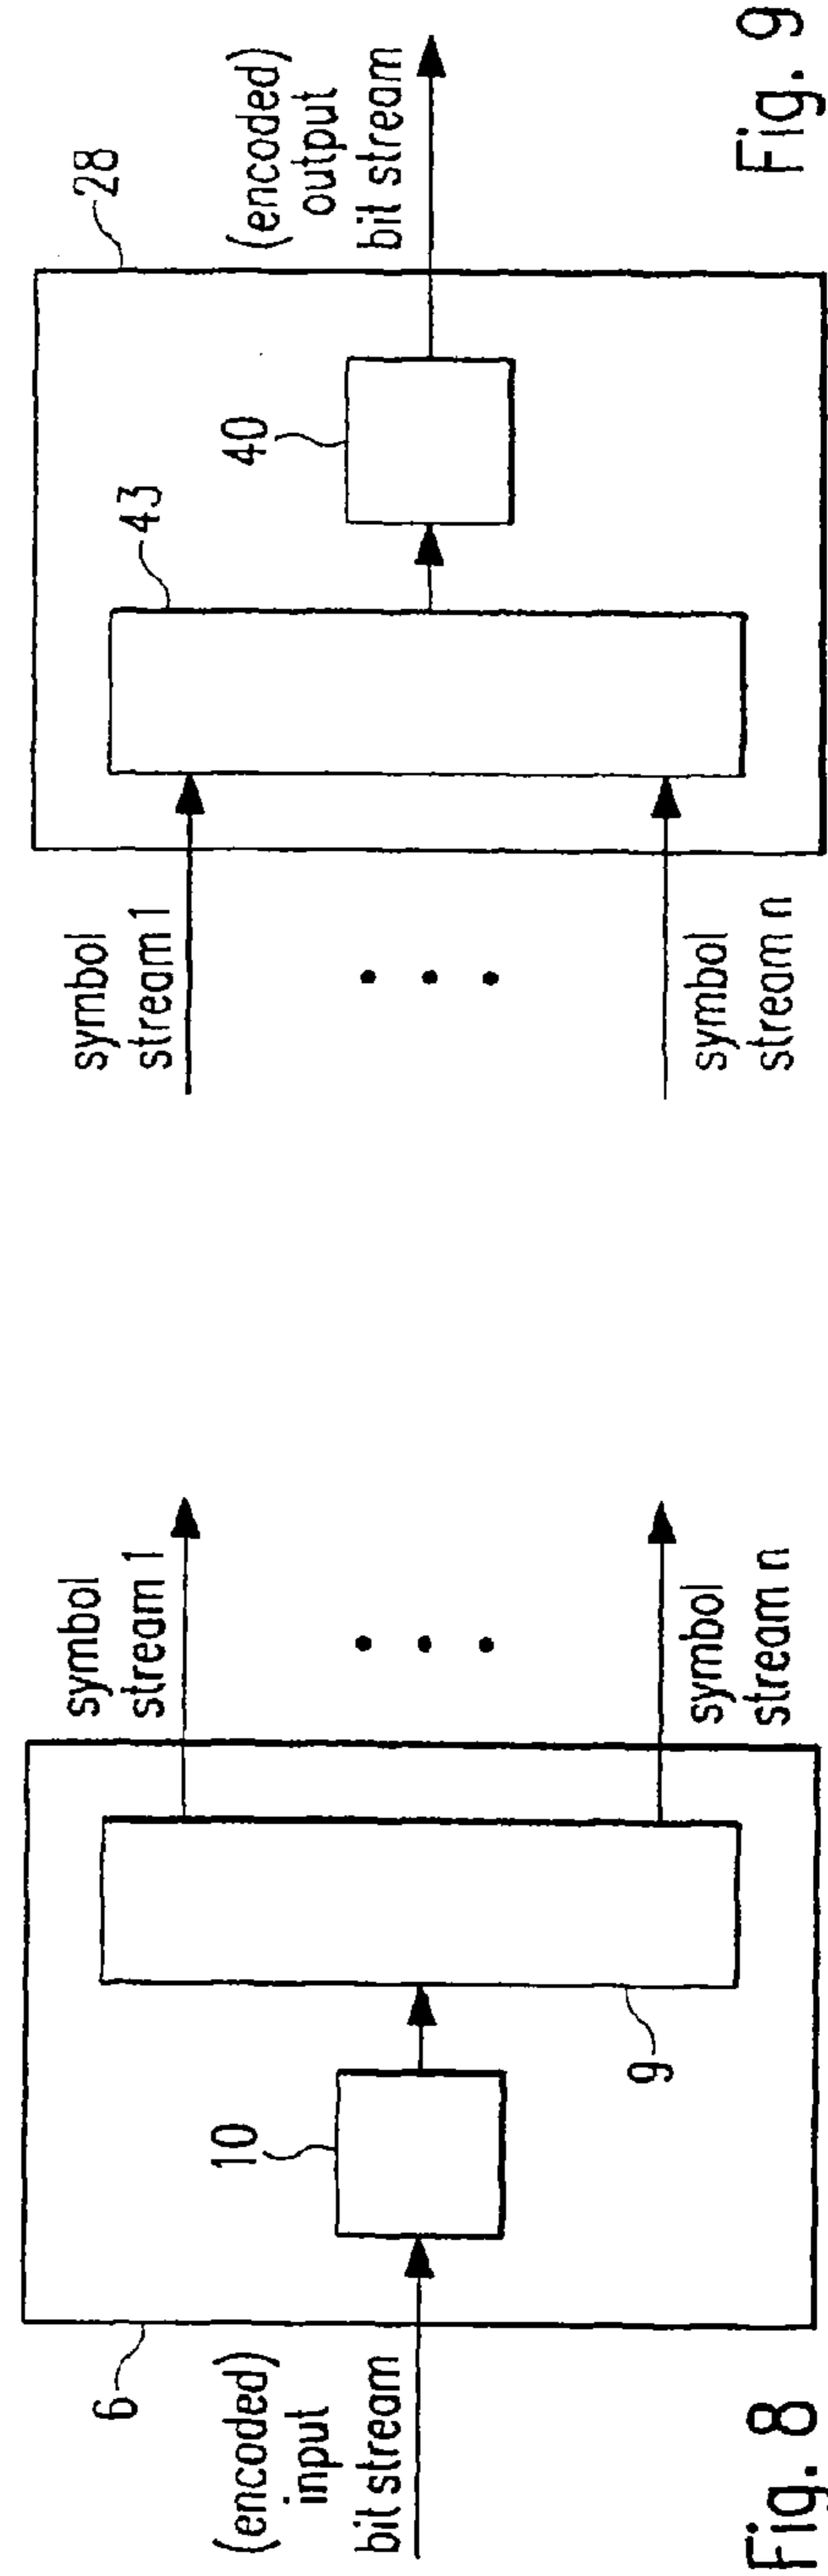 (encoded)
input
bit stream
6
10
9
symbol
stream 1
symbol
stream n
Fig. 8
symbol
stream 1
symbol
stream n
43
40
28
(encoded)
output
bit stream
Fig. 9